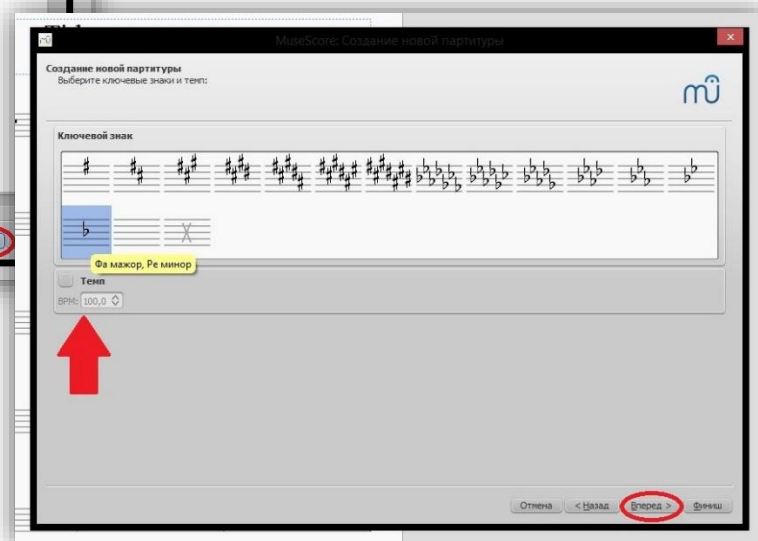 MuseScore: Создание новой партитуры
Создание новой партитуры
Выберите ключевые знаки и темп:
Ключевой знак
Фа мажор, Ре минор
Темп
BPM: 100,0
Отмена < Назад Вперед > Финиш